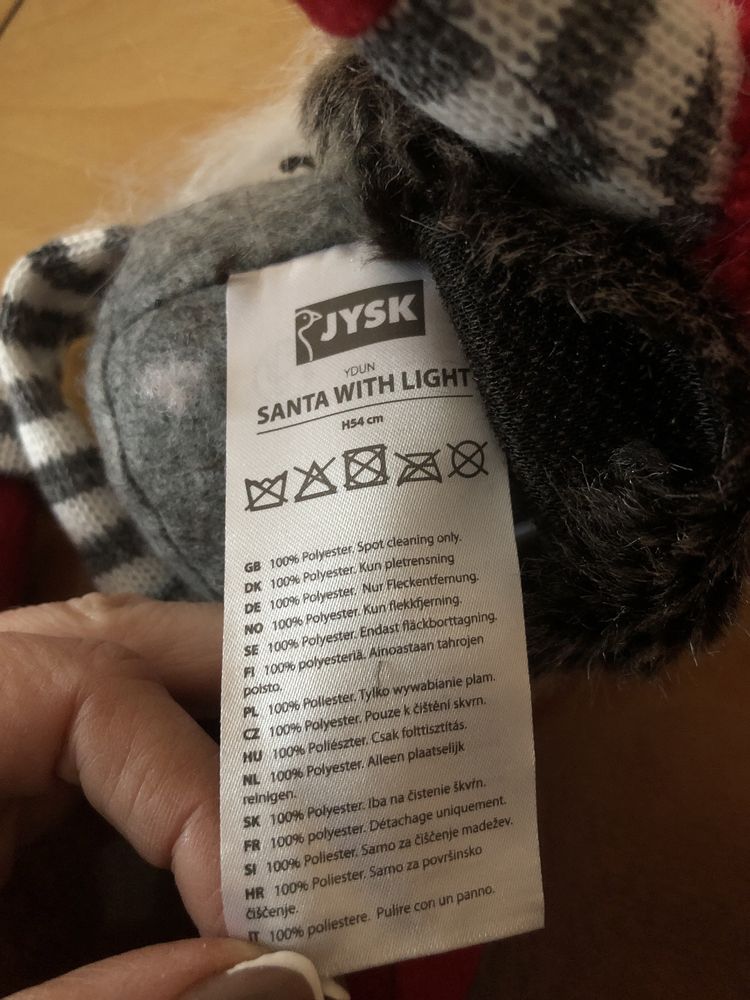 JYSK
YDUN
SANTA WITH LIGHT
H54 cm
GB 100% Polyester. Spot cleaning only.
DK 100% Polyester. Kun pletrensning
DE 100% Polyester. Nur Fleckentfernung.
NO 100% Polyester. Kun flekkfjerning.
SE 100% Polyester. Endast fläckborttagning.
FI 100% polyesteriä. Ainoastaan tahrojen
poisto.
PL 100% Poliester. Tylko wywabianie plam.
CZ 100% Polyester. Pouze k čištění skvrn.
HU 100% Poliészter. Csak folttisztítás.
NL 100% Polyester. Alleen plaatselijk
reinigen.
SK 100% Polyester. Iba na čistenie škvŕn.
FR 100% polyester. Détachage uniquement.
SI 100% Poliester. Samo za čiščenje madežev.
HR 100% Poliester. Samo za površinsko
čišćenje.
IT 100% poliestere. Pulire con un panno.